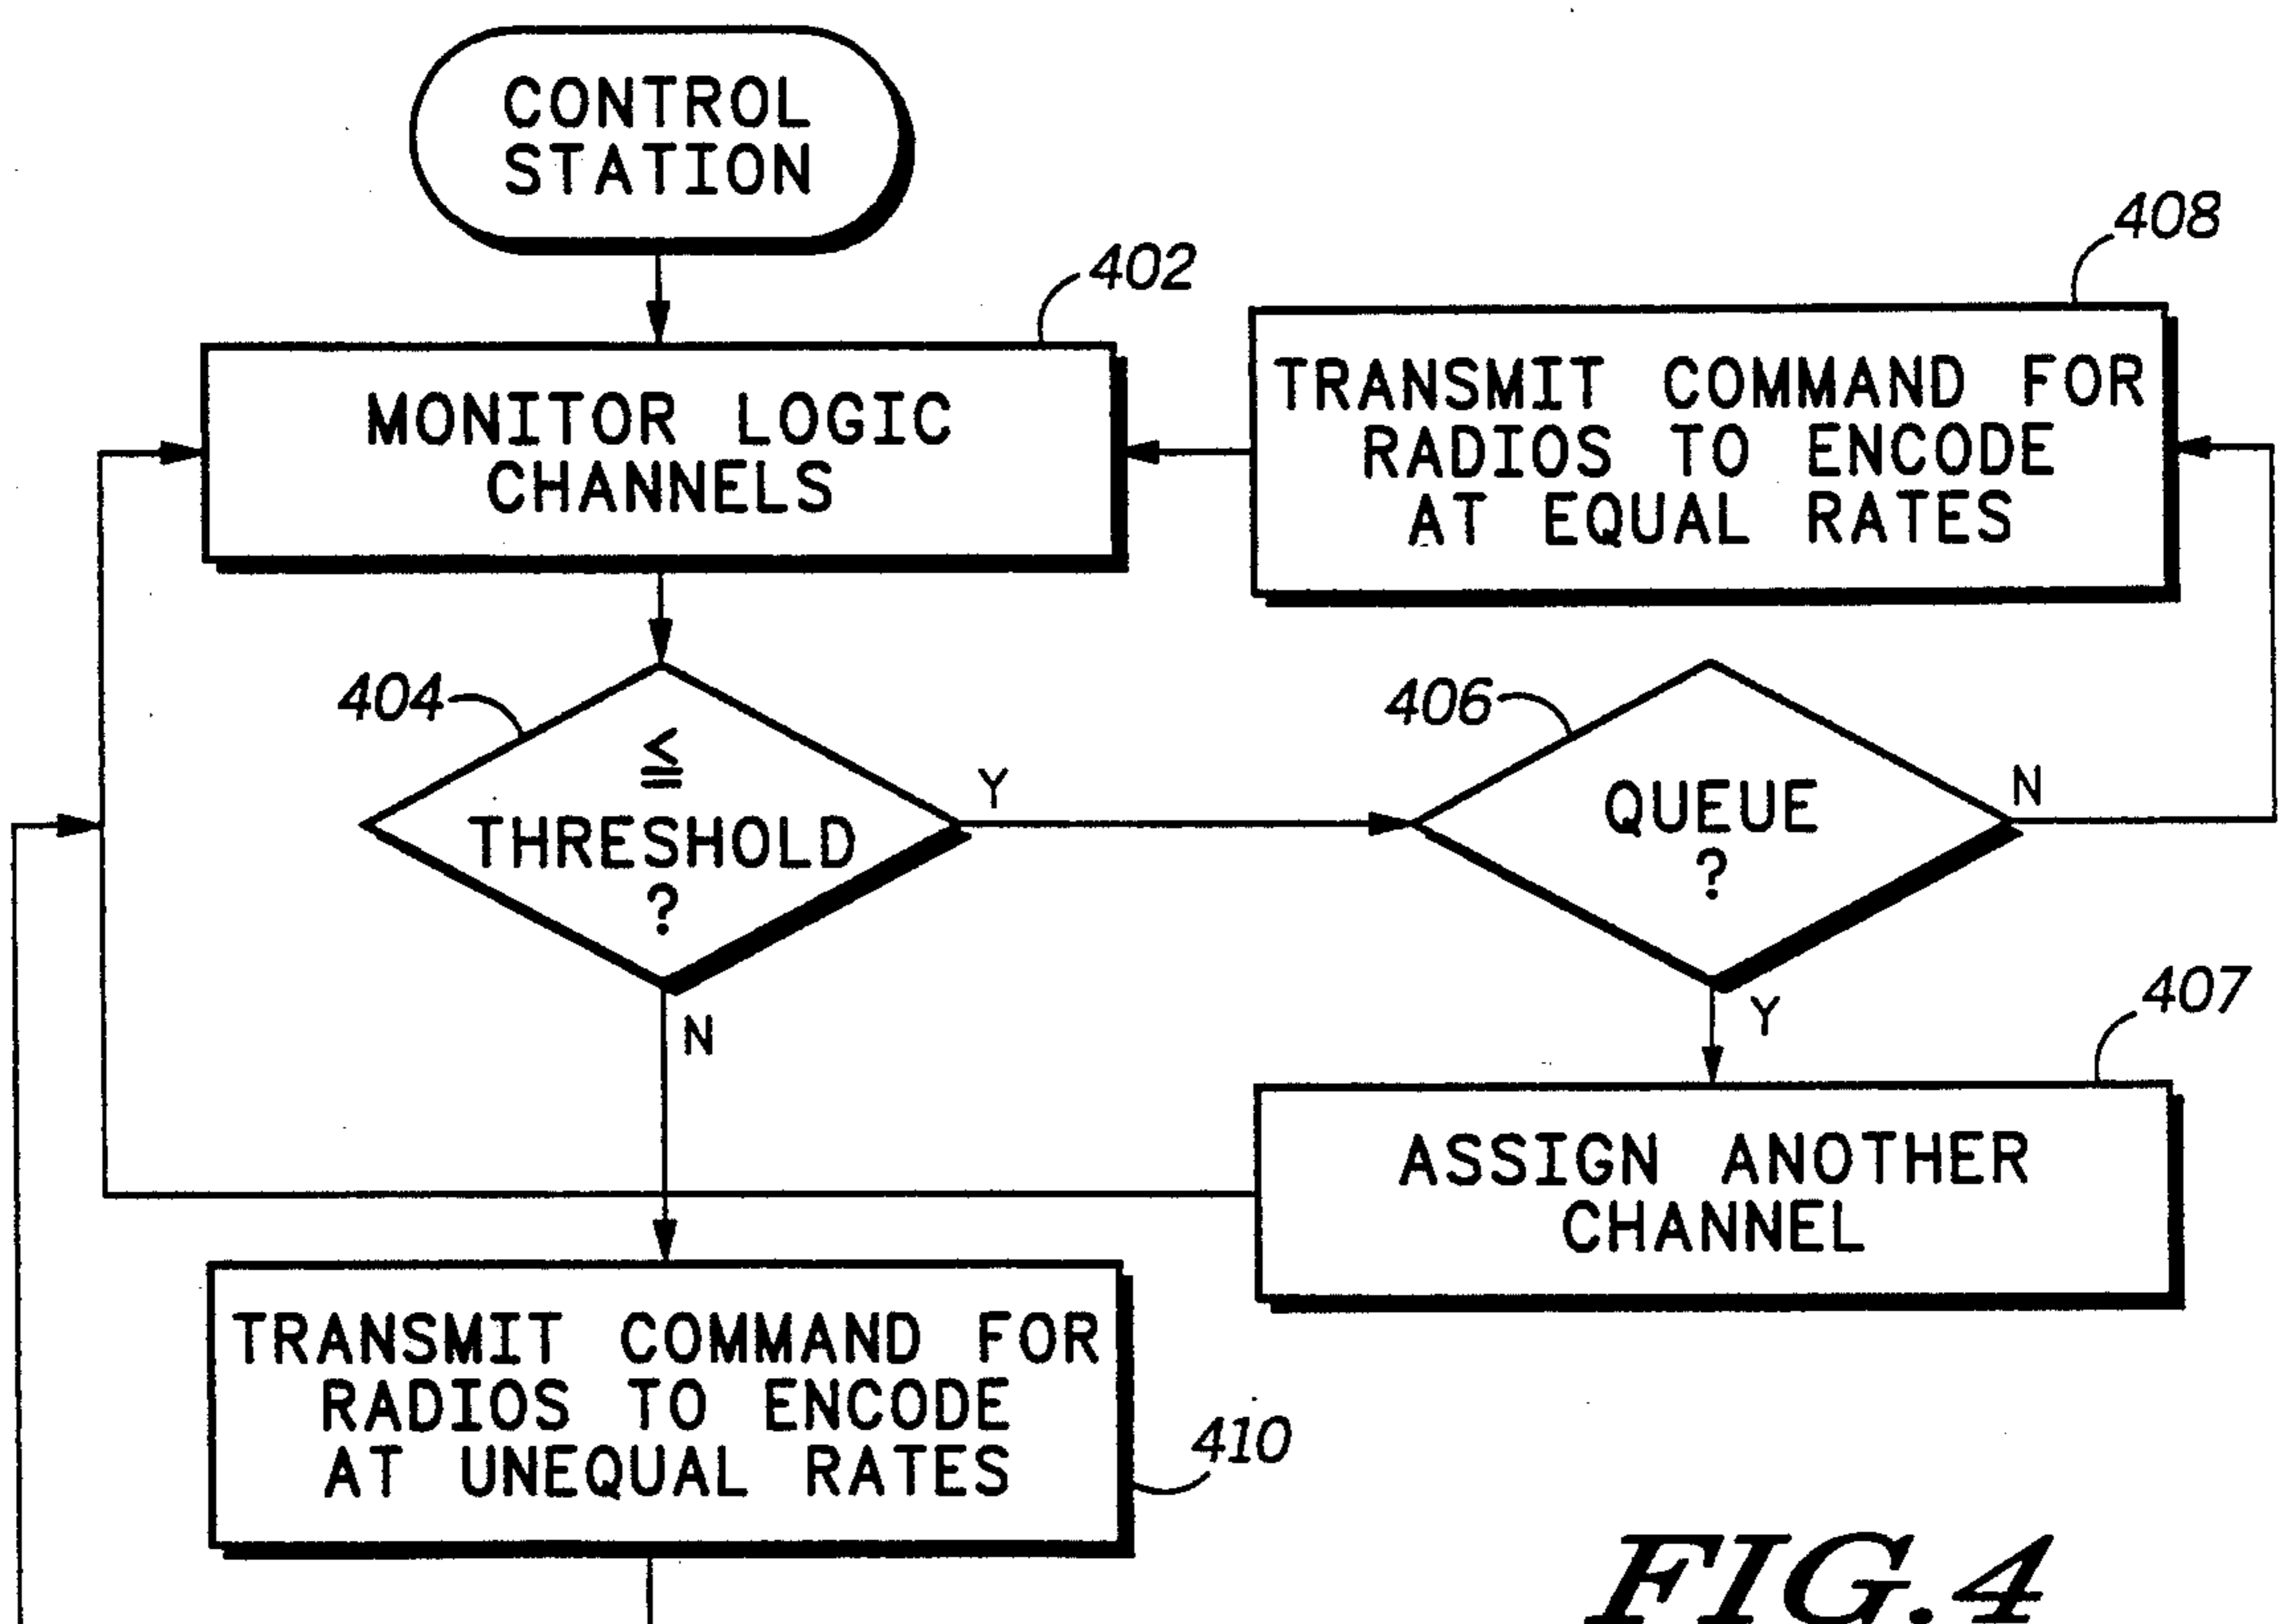 CONTROL
STATION
402
MONITOR LOGIC
CHANNELS
408
TRANSMIT COMMAND FOR
RADIOS TO ENCODE
AT EQUAL RATES
404
≦
THRESHOLD
?
Y
N
406
QUEUE
?
N
Y
407
ASSIGN ANOTHER
CHANNEL
TRANSMIT COMMAND FOR
RADIOS TO ENCODE
AT UNEQUAL RATES
410
FIG.4